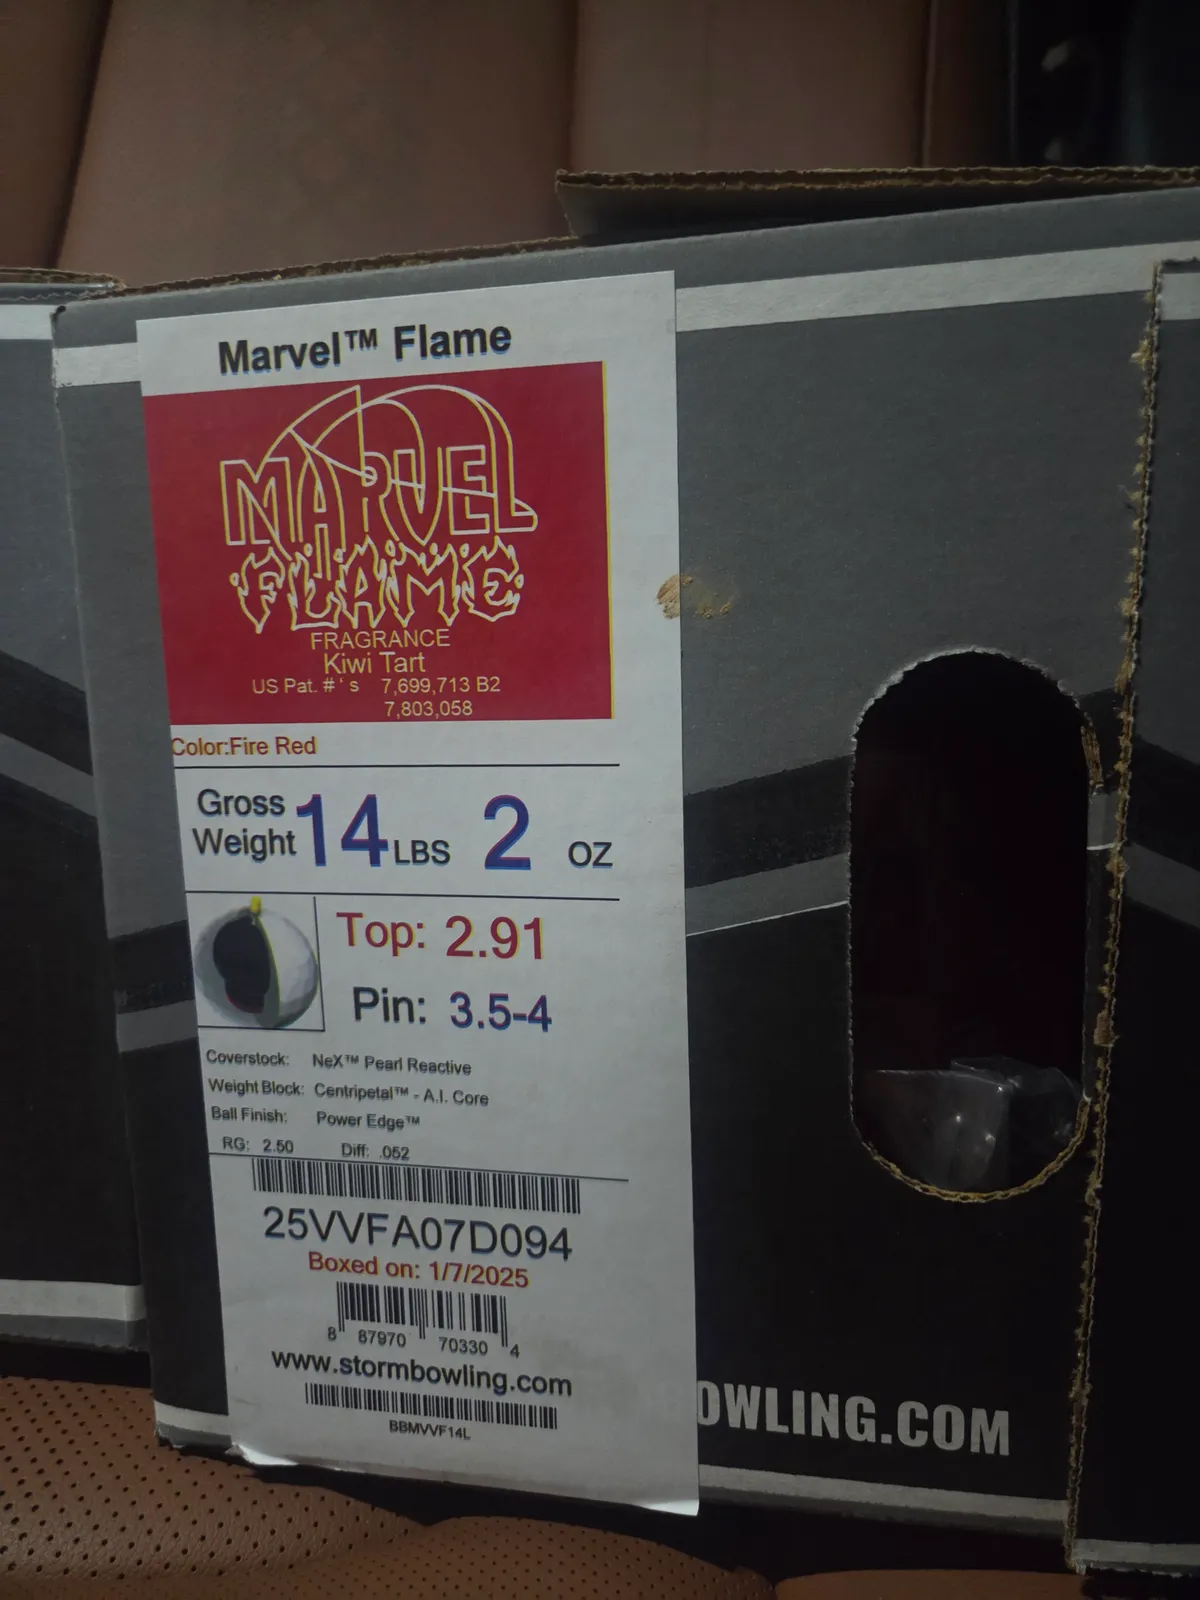 Marvel™ Flame
MARVEL
FLAME
FRAGRANCE
Kiwi Tart
US Pat. #'s 7,699,713 B2
7,803,058
Color:Fire Red
Gross Weight 14 LBS 2 OZ
Top: 2.91
Pin: 3.5-4
Coverstock: NeX™ Pearl Reactive
Weight Block: Centripetal™ - A.I. Core
Ball Finish: Power Edge™
RG: 2.50 Diff: .052
25VVFA07D094
Boxed on: 1/7/2025
8 87970 70330 4
www.stormbowling.com
BBMVVF14L
OWLING.COM